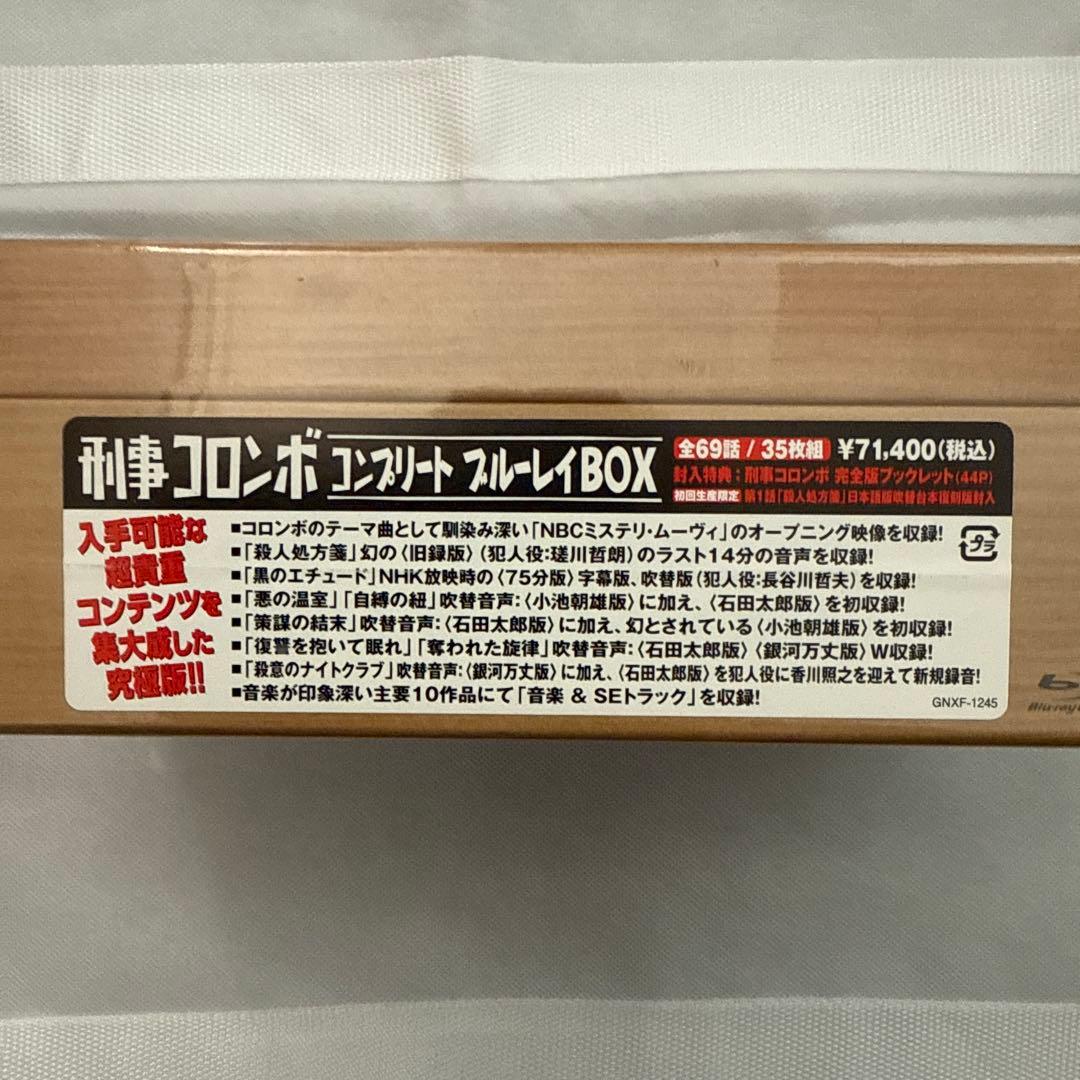 刑事コロンボ コンプリート ブルーレイBOX
全69話 / 35枚組 ¥71,400(税込)
封入特典:刑事コロンボ 完全版ブックレット(44P)
初回生産限定 第1話「殺人処方箋」日本語版吹替台本復刻版封入
入手可能な
超貴重
コンテンツを
集大成した
究極版!!
■コロンボのテーマ曲として馴染み深い「NBCミステリ・ムーヴィ」のオープニング映像を収録!
■「殺人処方箋」幻の〈旧録版〉(犯人役:瑳川哲朗)のラスト14分の音声を収録!
■「黒のエチュード」NHK放映時の〈75分版〉字幕版、吹替版(犯人役:長谷川哲夫)を収録!
■「悪の温室」「自縛の紐」吹替音声:〈小池朝雄版〉に加え、〈石田太郎版〉を初収録!
■「策謀の結末」吹替音声:〈石田太郎版〉に加え、幻とされている〈小池朝雄版〉を初収録!
■「復讐を抱いて眠れ」「奪われた旋律」吹替音声:〈石田太郎版〉〈銀河万丈版〉W収録!
■「殺意のナイトクラブ」吹替音声:〈銀河万丈版〉に加え、〈石田太郎版〉を犯人役に香川照之を迎えて新規録音!
■音楽が印象深い主要10作品にて「音楽 & SEトラック」を収録!
プラ
GNXF-1245
Blu-ray